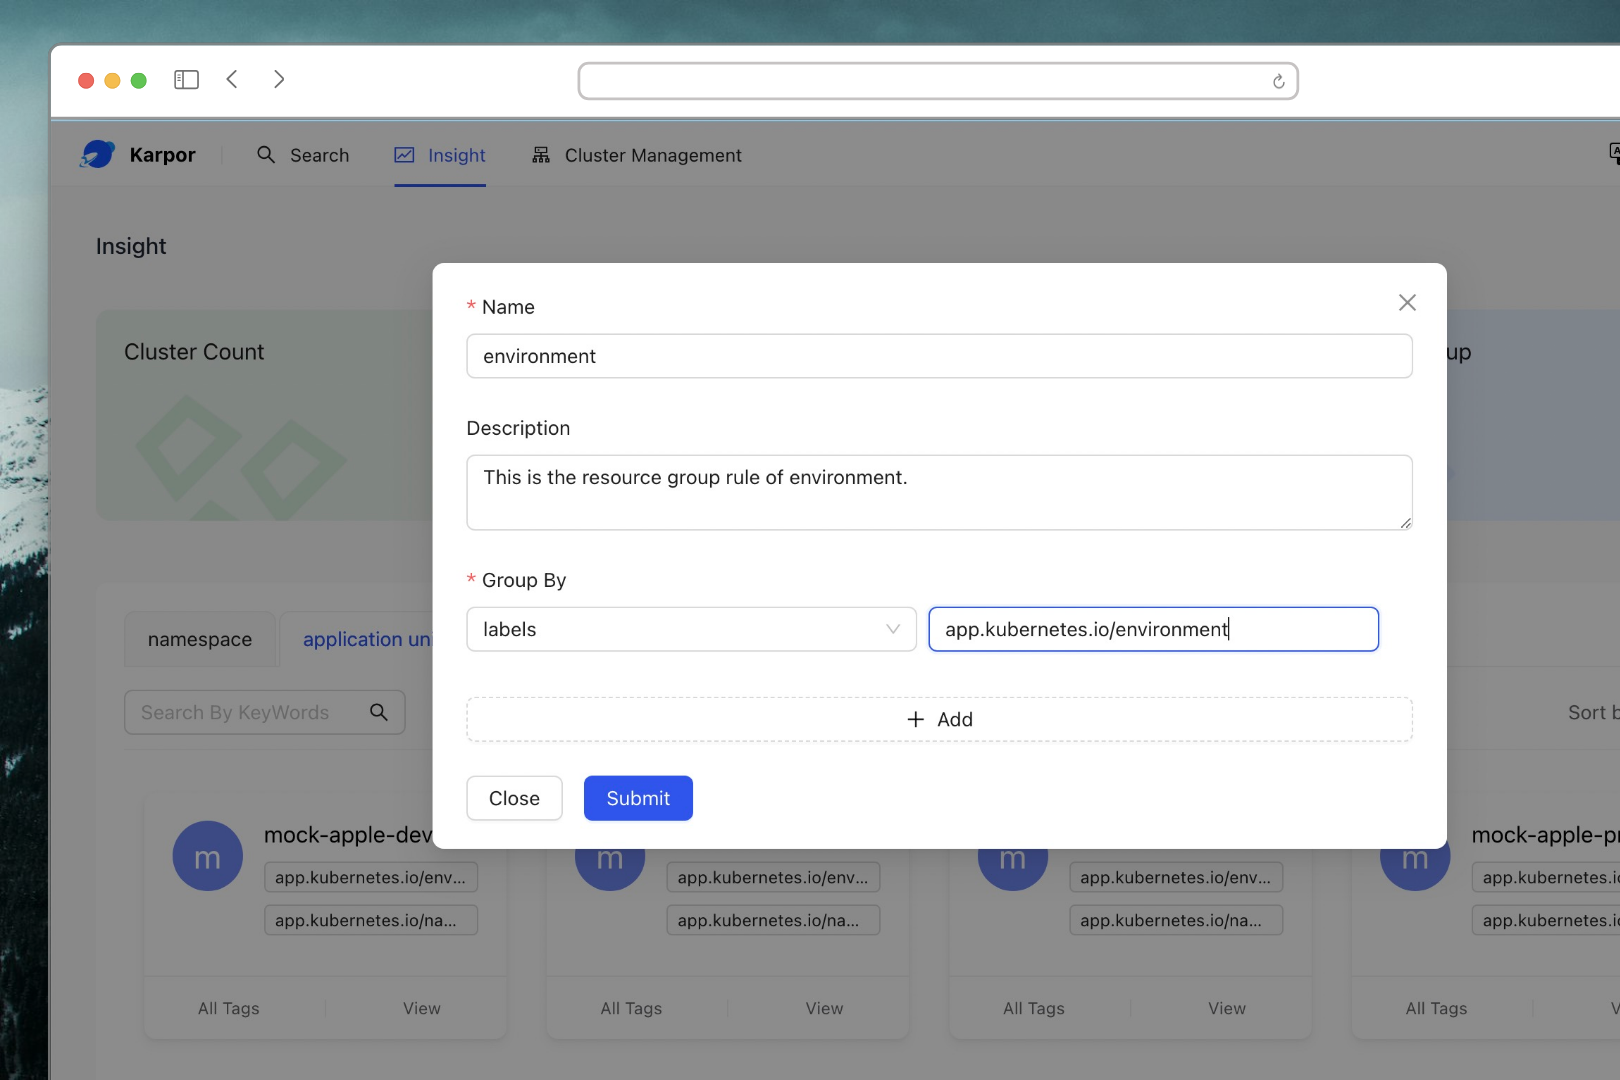 Karpor
Search
Insight
Cluster Management
Insight
Cluster Count
up
* Name
environment
Description
This is the resource group rule of environment.
* Group By
labels
app.kubernetes.io/environment
+ Add
Close
Submit
namespace
application uni
Search By KeyWords
Sort b
m
mock-apple-dev
app.kubernetes.io/env...
app.kubernetes.io/na...
All Tags
View
m
app.kubernetes.io/env...
app.kubernetes.io/na...
All Tags
View
m
app.kubernetes.io/env...
app.kubernetes.io/na...
All Tags
View
m
mock-apple-pr
app.kubernetes.io
app.kubernetes.io
All Tags